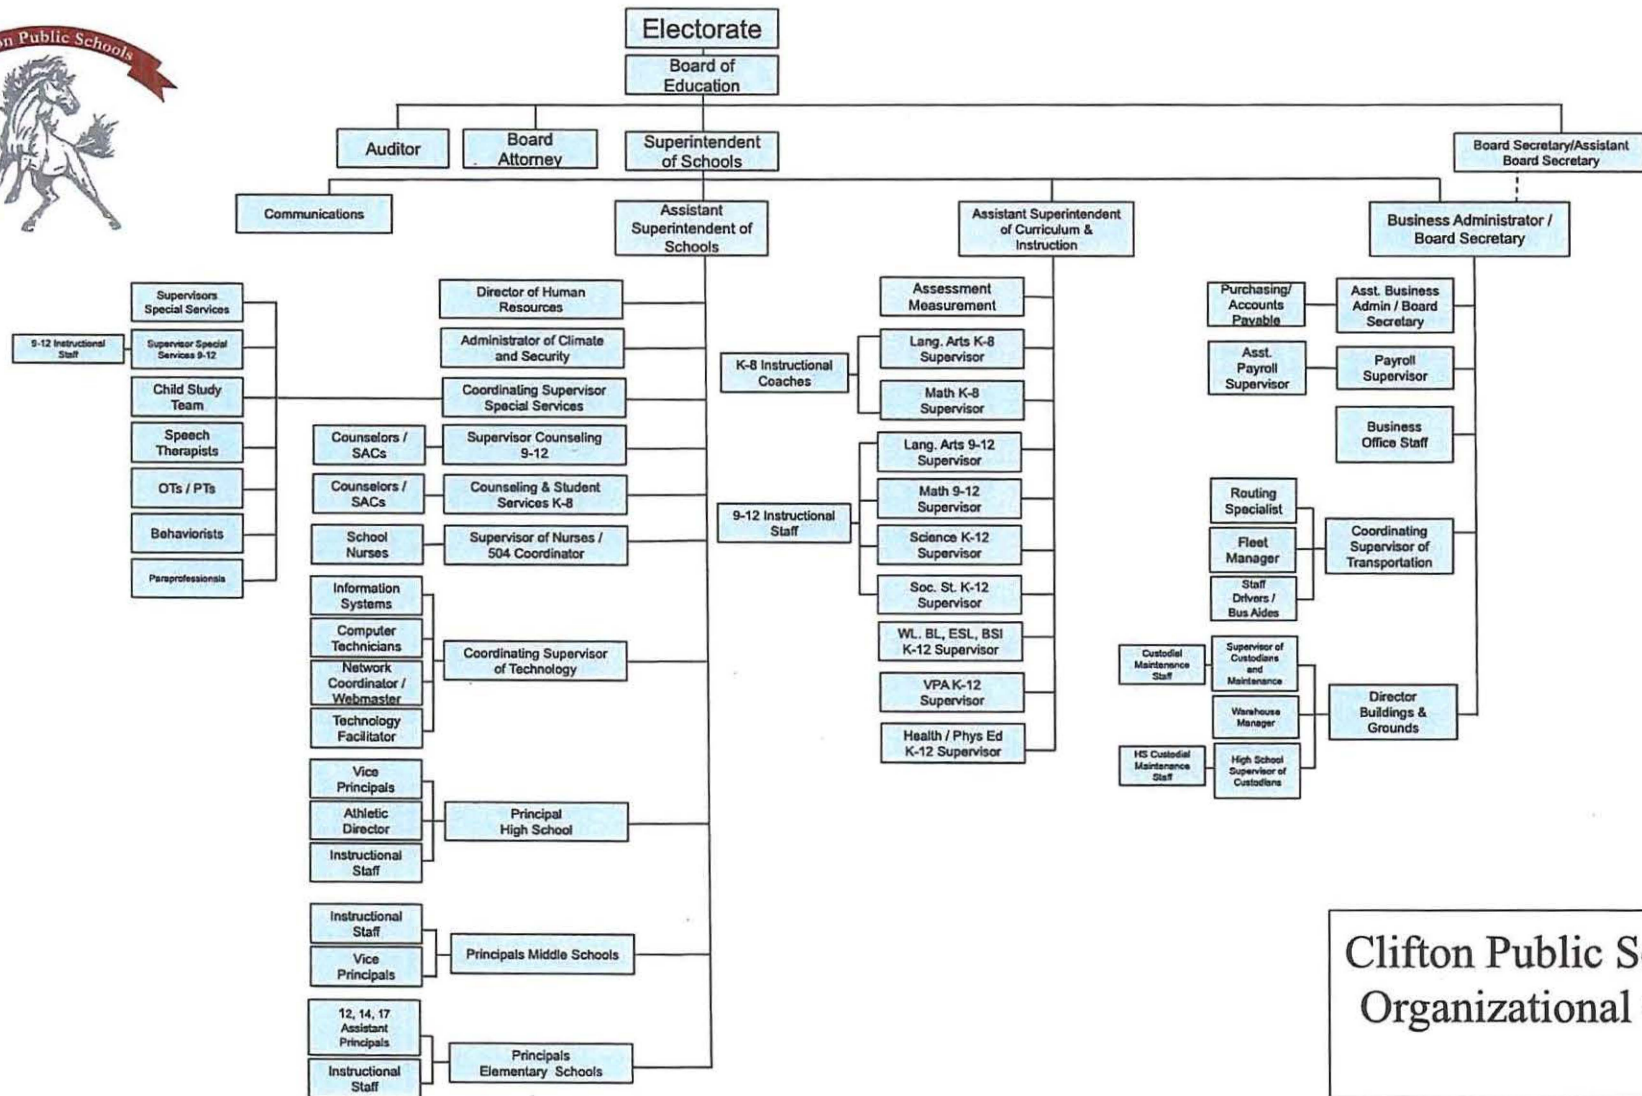 on Public Schools
Electorate
Board of
Education
Auditor
Board
Attorney
Superintendent
of Schools
Board Secretary/Assistant
Board Secretary
Communications
Assistant
Superintendent of
Schools
Assistant Superintendent
of Curriculum &
Instruction
Business Administrator /
Board Secretary
Supervisors
Special Services
9-12 Instructional
Staff
Supervisor Special
Services 9-12
Child Study
Team
Speech
Therapists
OTs / PTs
Behaviorists
Paraprofessionals
Director of Human
Resources
Administrator of Climate
and Security
Coordinating Supervisor
Special Services
Counselors /
SACs
Supervisor Counseling
9-12
Counselors /
SACs
Counseling & Student
Services K-8
School
Nurses
Supervisor of Nurses /
504 Coordinator
Information
Systems
Computer
Technicians
Network
Coordinator /
Webmaster
Technology
Facilitator
Coordinating Supervisor
of Technology
Vice
Principals
Athletic
Director
Instructional
Staff
Principal
High School
Instructional
Staff
Vice
Principals
Principals Middle Schools
12, 14, 17
Assistant
Principals
Instructional
Staff
Principals
Elementary Schools
Assessment
Measurement
K-8 Instructional
Coaches
Lang. Arts K-8
Supervisor
Math K-8
Supervisor
9-12 Instructional
Staff
Lang. Arts 9-12
Supervisor
Math 9-12
Supervisor
Science K-12
Supervisor
Soc. St. K-12
Supervisor
WL. BL, ESL, BSI
K-12 Supervisor
VPA K-12
Supervisor
Health / Phys Ed
K-12 Supervisor
Purchasing/
Accounts
Payable
Asst. Business
Admin / Board
Secretary
Asst.
Payroll
Supervisor
Payroll
Supervisor
Business
Office Staff
Routing
Specialist
Fleet
Manager
Staff
Drivers /
Bus Aides
Coordinating
Supervisor of
Transportation
Custodial
Maintenance
Staff
Supervisor of
Custodians
and
Maintenance
Warehouse
Manager
HS Custodial
Maintenance
Staff
High School
Supervisor of
Custodians
Director
Buildings &
Grounds
Clifton Public S
Organizational